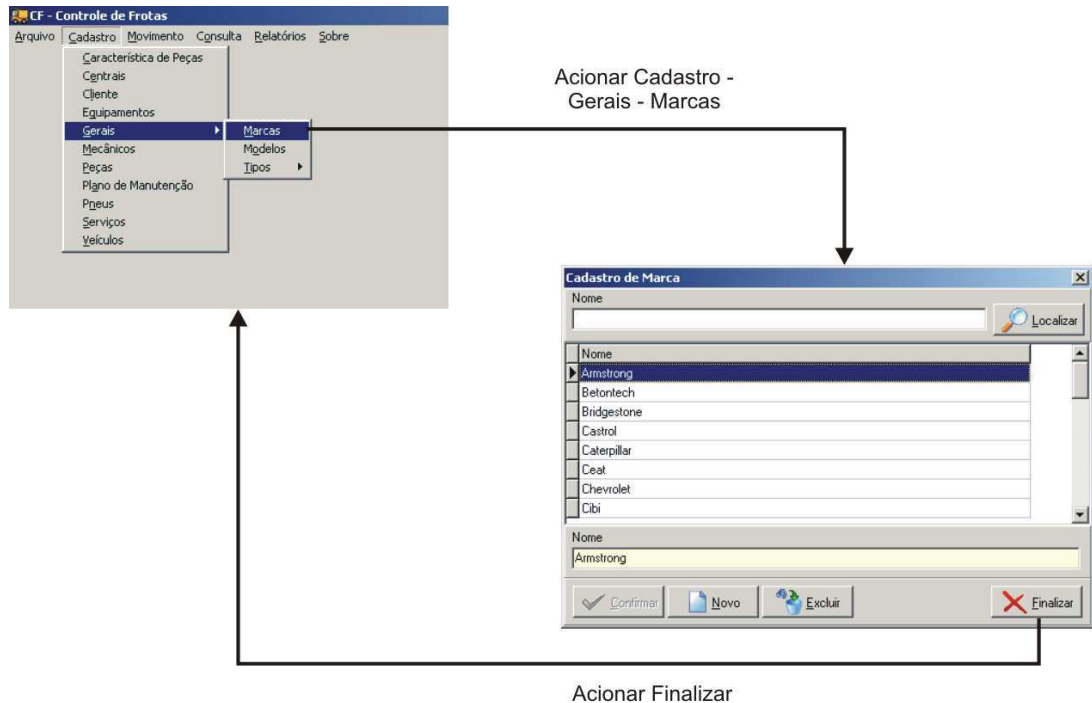 CF - Controle de Frotas
Arquivo Cadastro Movimento Consulta Relatórios Sobre
Característica de Peças
Centrais
Cliente
Equipamentos
Gerais
Mecânicos
Peças
Plano de Manutenção
Pneus
Serviços
Veículos
Marcas
Modelos
Tipos
Acionar Cadastro -
Gerais - Marcas
Cadastro de Marca
Nome
Localizar
Nome
Armstrong
Betontech
Bridgestone
Castrol
Caterpillar
Ceat
Chevrolet
Cibi
Nome
Armstrong
Confirmar Novo Excluir Finalizar
Acionar Finalizar